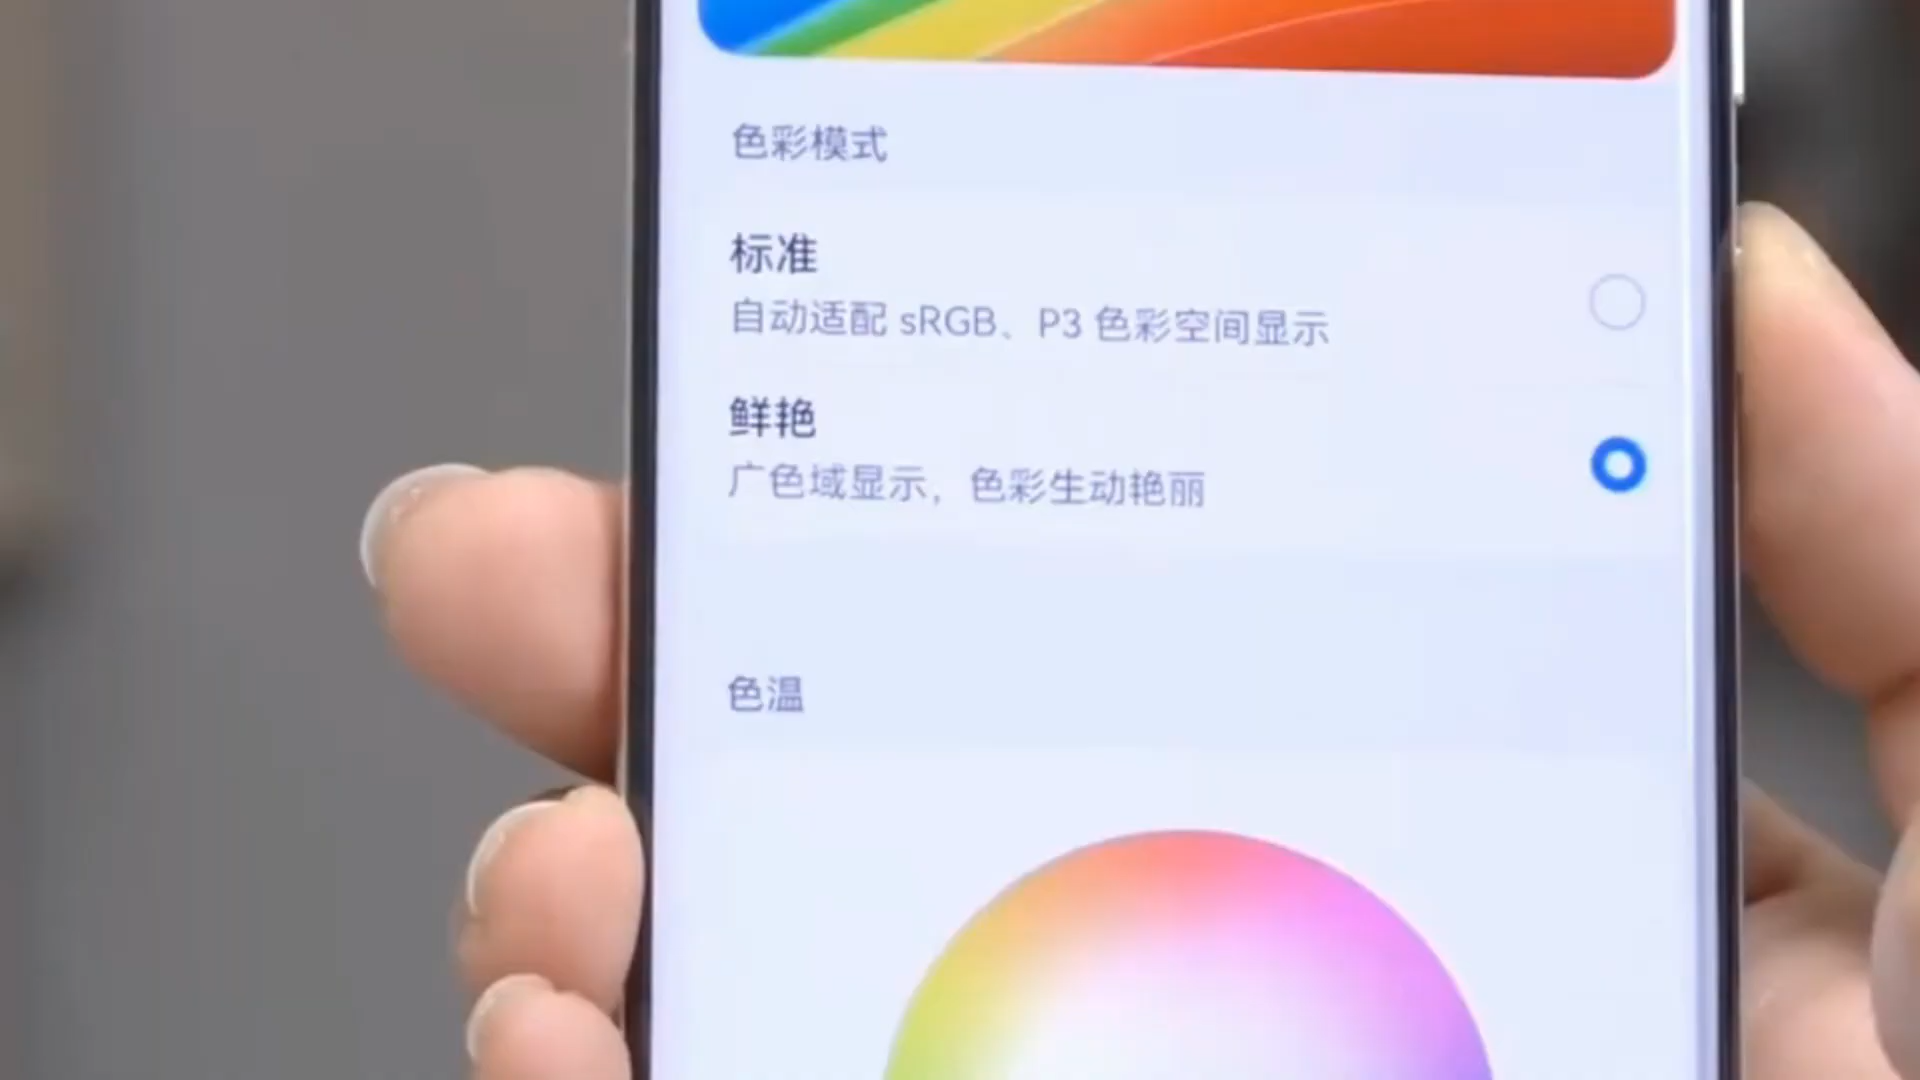 色彩模式
标准
自动适配 sRGB、P3 色彩空间显示
鲜艳
广色域显示，色彩生动艳丽
色温